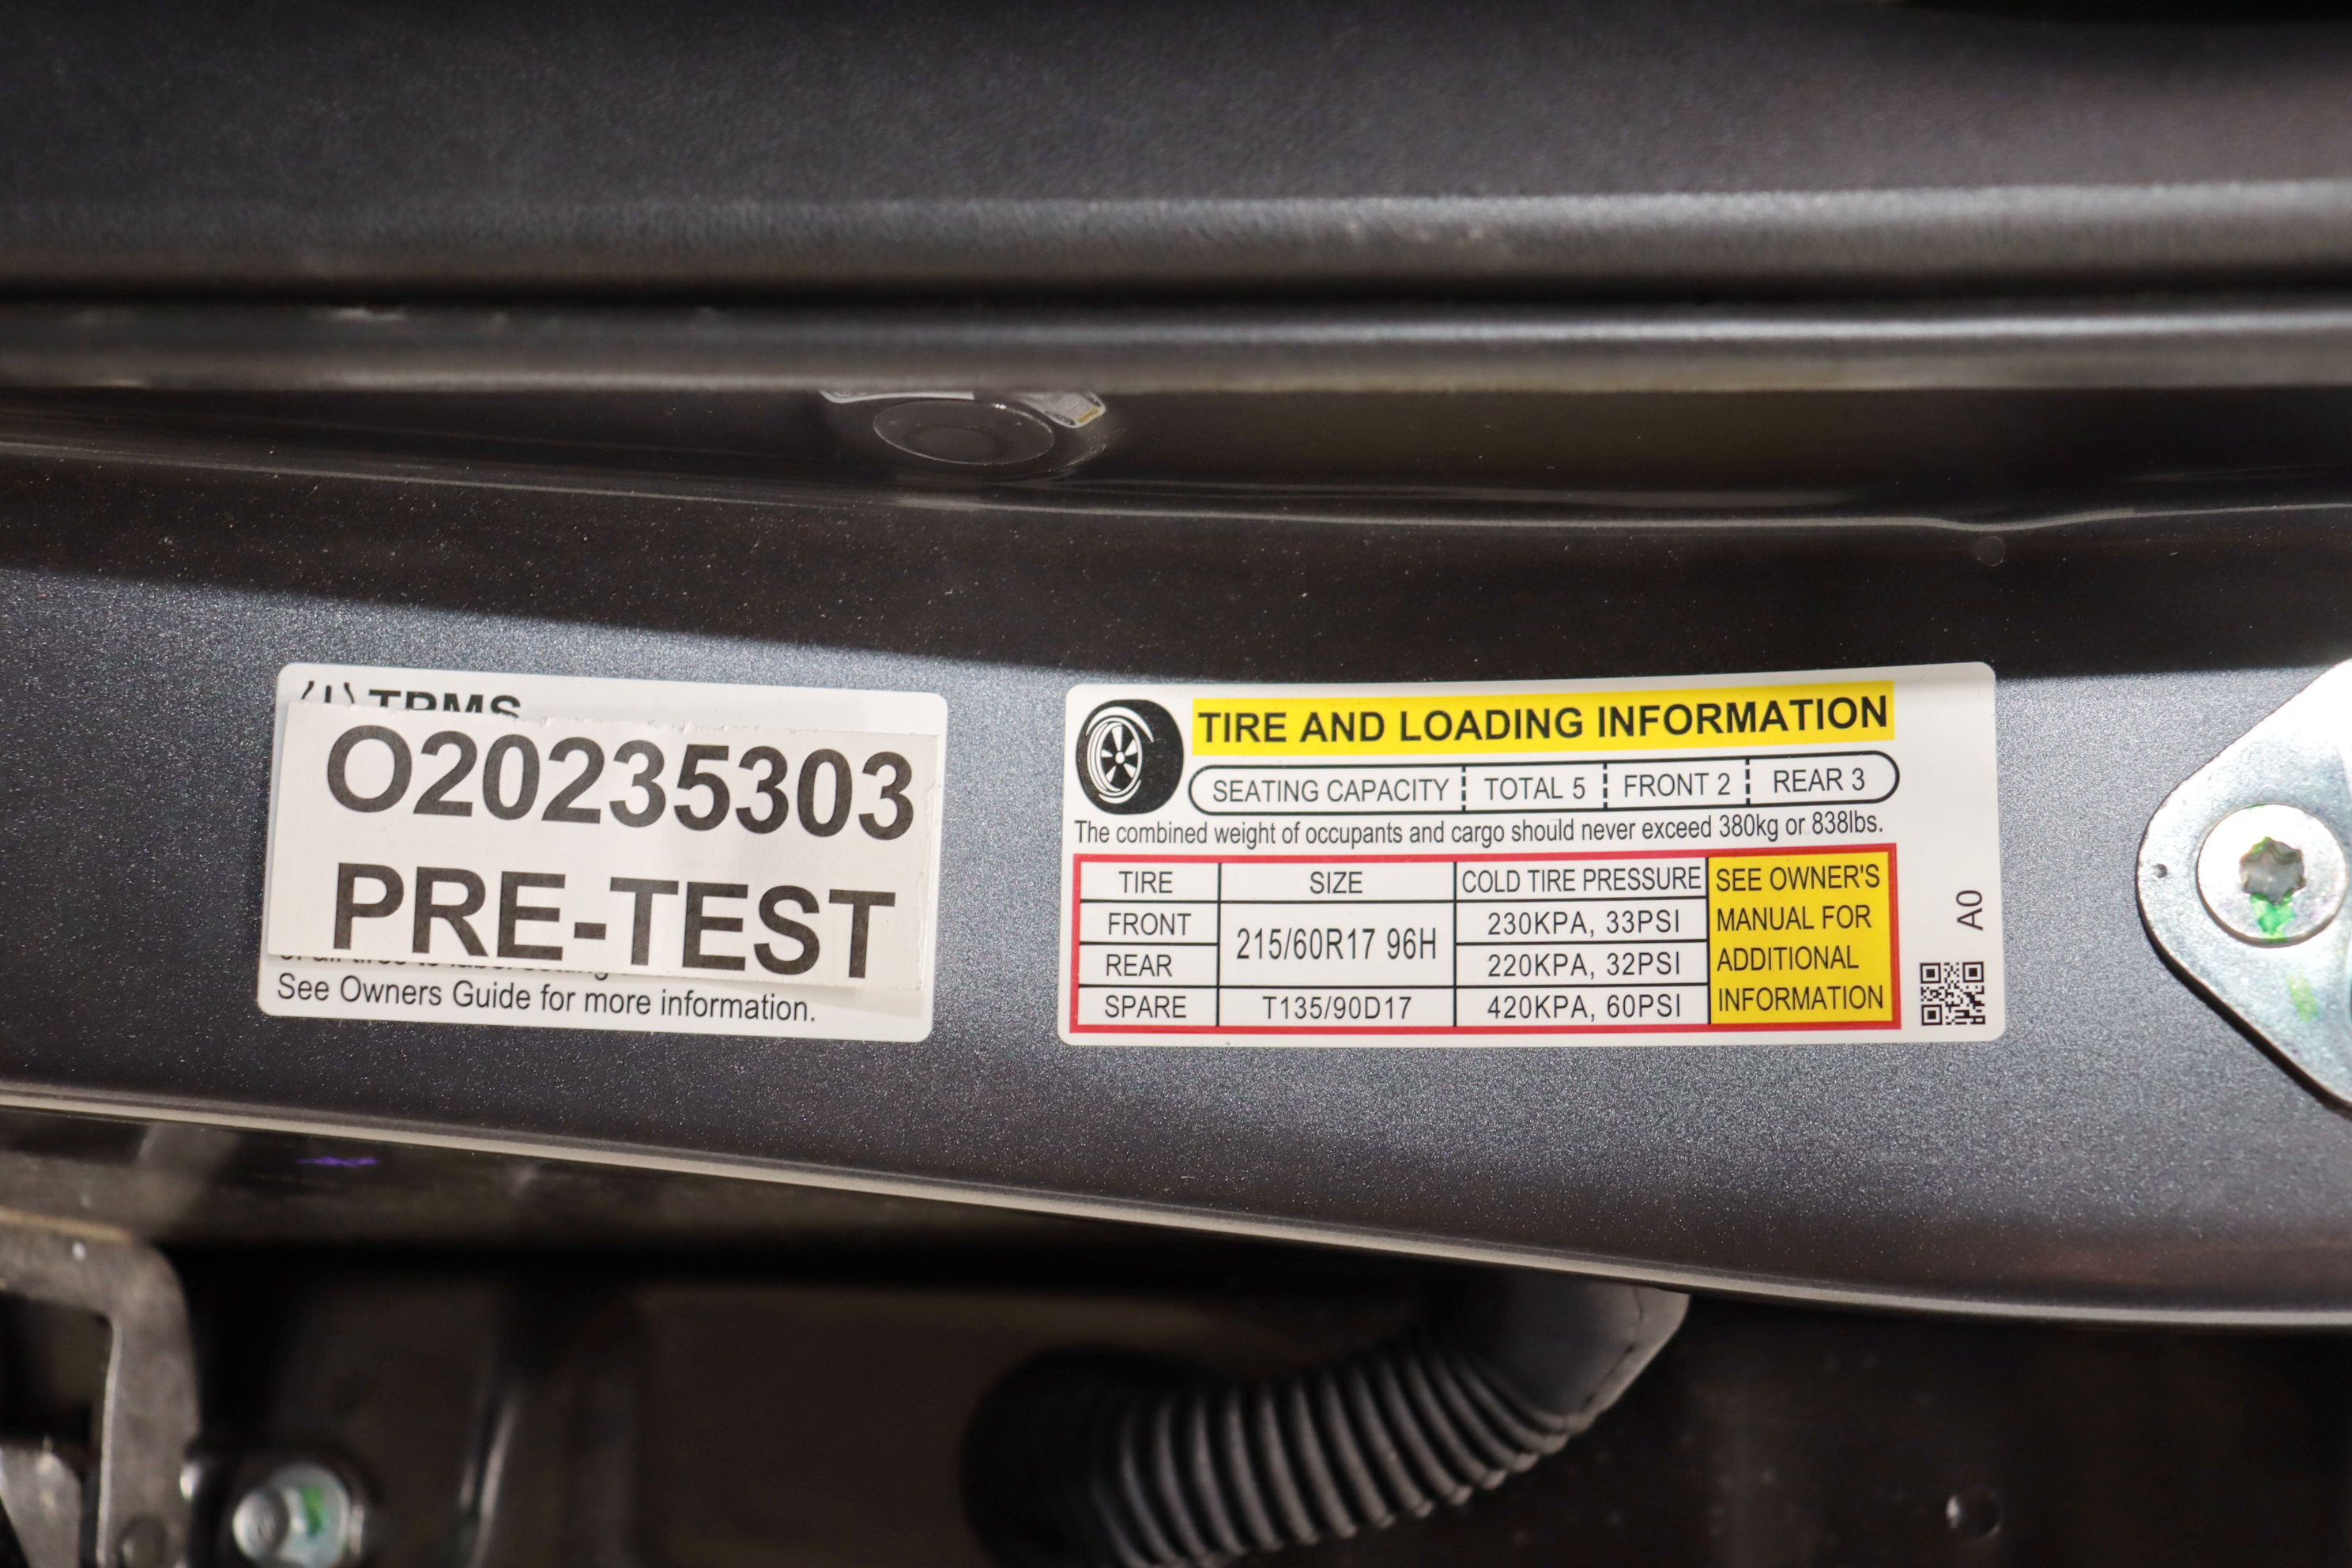 TPMS
O20235303
PRE-TEST
See Owners Guide for more information.
TIRE AND LOADING INFORMATION
SEATING CAPACITY TOTAL 5 FRONT 2 REAR 3
The combined weight of occupants and cargo should never exceed 380kg or 838lbs.
TIRE SIZE COLD TIRE PRESSURE
FRONT 215/60R17 96H 230KPA, 33PSI
REAR 220KPA, 32PSI
SPARE T135/90D17 420KPA, 60PSI
SEE OWNER'S
MANUAL FOR
ADDITIONAL
INFORMATION
A0